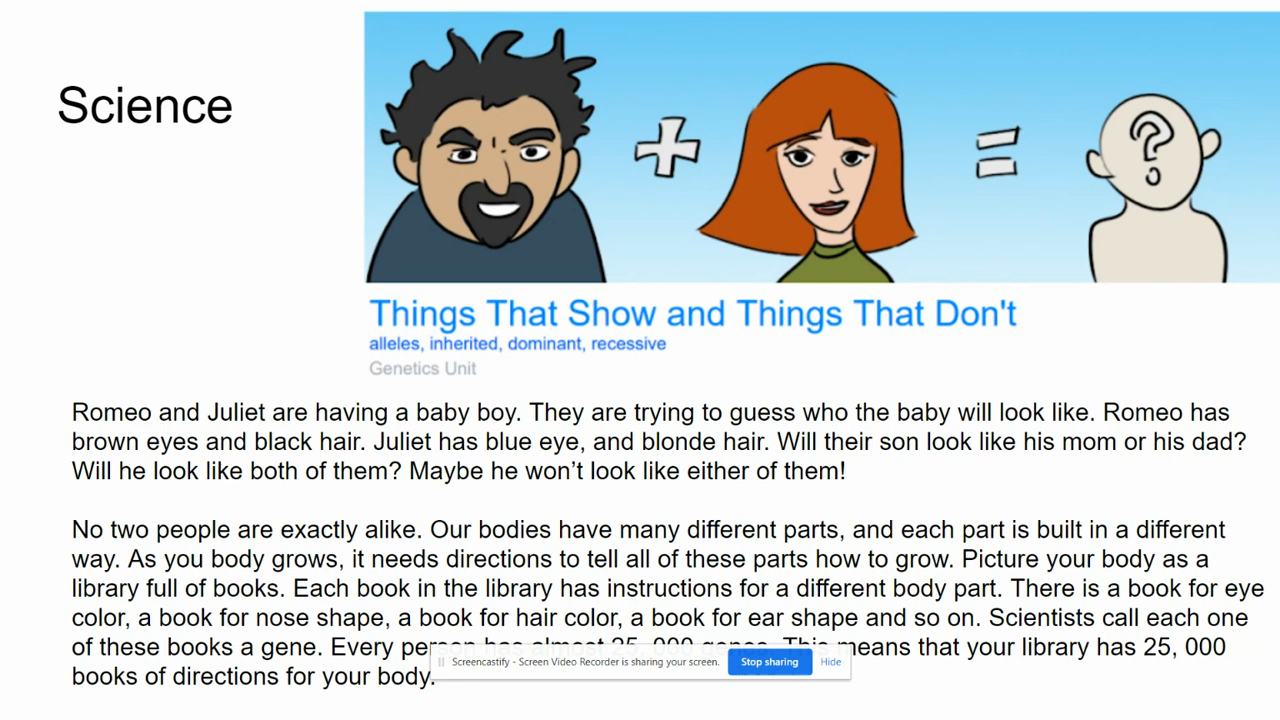 Science
Things That Show and Things That Don't
alleles, inherited, dominant, recessive
Genetics Unit
Romeo and Juliet are having a baby boy. They are trying to guess who the baby will look like. Romeo has
brown eyes and black hair. Juliet has blue eye, and blonde hair. Will their son look like his mom or his dad?
Will he look like both of them? Maybe he won’t look like either of them!
No two people are exactly alike. Our bodies have many different parts, and each part is built in a different
way. As you body grows, it needs directions to tell all of these parts how to grow. Picture your body as a
library full of books. Each book in the library has instructions for a different body part. There is a book for eye
color, a book for nose shape, a book for hair color, a book for ear shape and so on. Scientists call each one
of these books a gene. Every person has almost 25, 000 genes. This means that your library has 25, 000
Screencastify - Screen Video Recorder is sharing your screen. Stop sharing Hide
books of directions for your body.